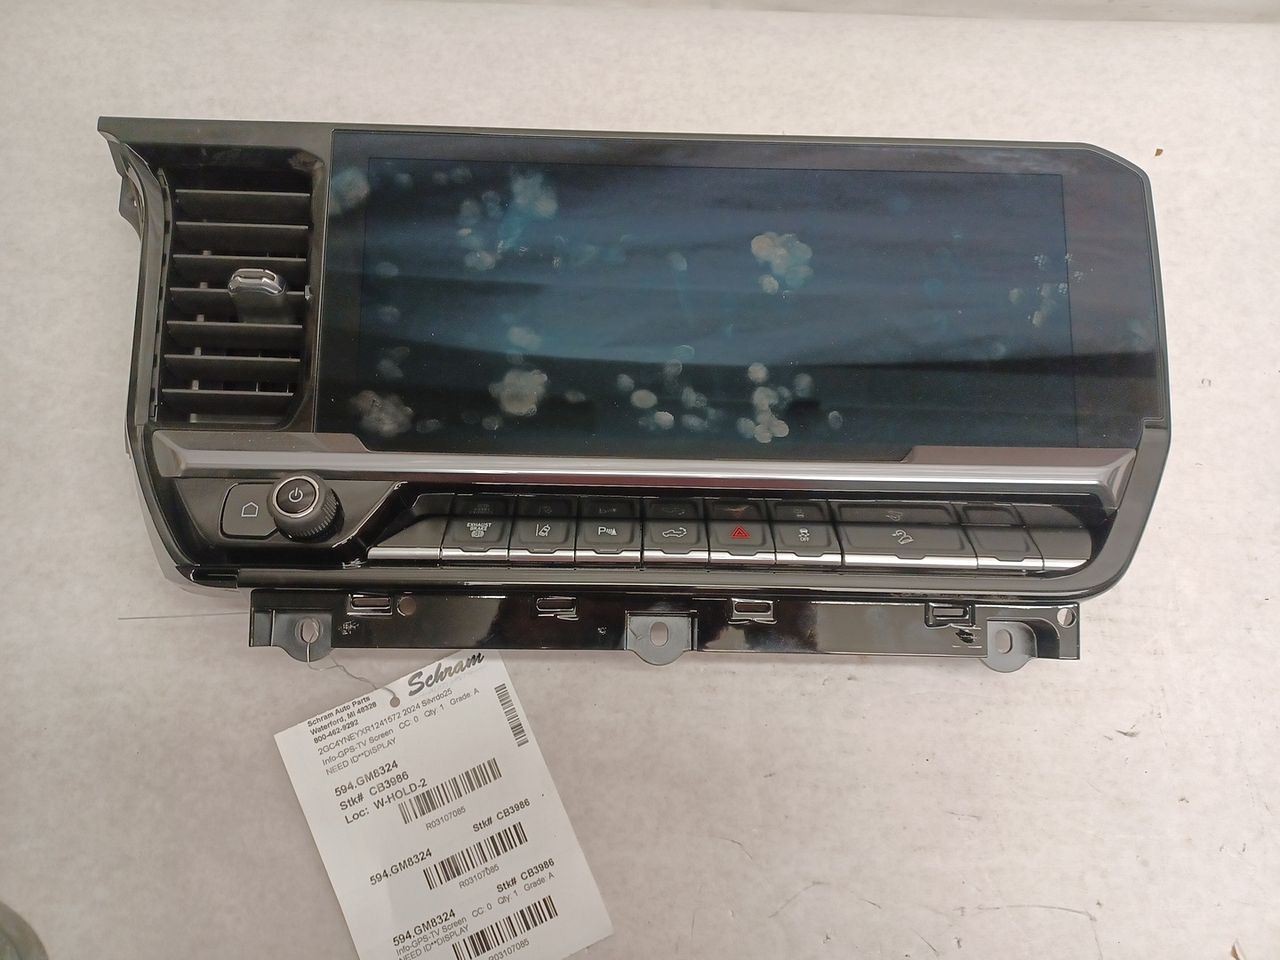 EXHAUST
BRAKE
P
OFF
Schram
Schram Auto Parts
Waterford, MI 48328
800-462-9292
2GC4YNEYXR1241572 2024 Silvrdo25
Info-GPS-TV Screen CC: 0 Qty: 1 Grade: A
NEED ID**DISPLAY
594.GM8324
Stk# CB3986
Loc: W-HOLD-2
R03107085
Stk# CB3986
594.GM8324
R03107085
Stk# CB3986
594.GM8324
Info-GPS-TV Screen CC: 0 Qty: 1 Grade: A
NEED ID**DISPLAY
R03107085